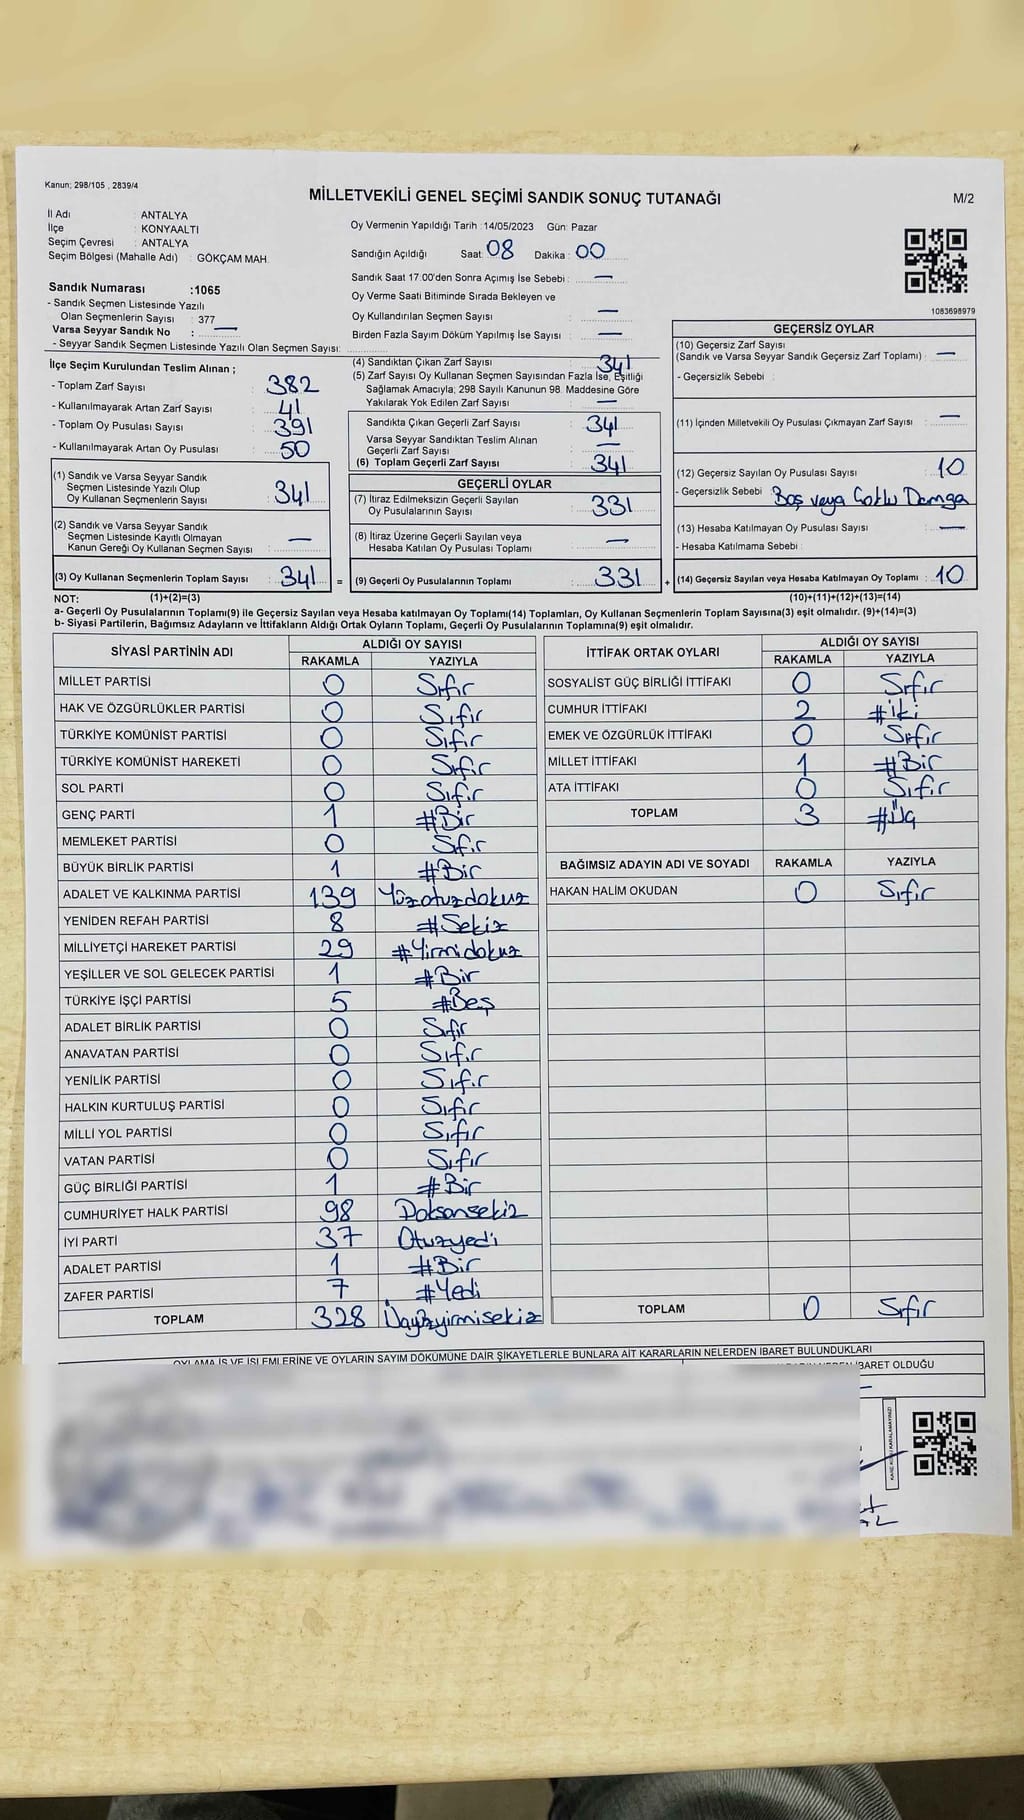 Kanun; 298/105 , 2839/4
MİLLETVEKİLİ GENEL SEÇİMİ SANDIK SONUÇ TUTANAĞI
M/2
İl Adı : ANTALYA
İlçe : KONYAALTI
Seçim Çevresi : ANTALYA
Seçim Bölgesi (Mahalle Adı) : GÖKÇAM MAH.
Sandık Numarası :1065
- Sandık Seçmen Listesinde Yazılı
Olan Seçmenlerin Sayısı : 377
Varsa Seyyar Sandık No : —
- Seyyar Sandık Seçmen Listesinde Yazılı Olan Seçmen Sayısı:
Oy Vermenin Yapıldığı Tarih : 14/05/2023 Gün: Pazar
Sandığın Açıldığı Saat: 08 Dakika : 00
Sandık Saat 17:00'den Sonra Açımış İse Sebebi : —
Oy Verme Saati Bitiminde Sırada Bekleyen ve
Oy Kullandırılan Seçmen Sayısı : —
Birden Fazla Sayım Döküm Yapılmış İse Sayısı : —
1083698979
İlçe Seçim Kurulundan Teslim Alınan ;
- Toplam Zarf Sayısı : 382
- Kullanılmayarak Artan Zarf Sayısı : 41
- Toplam Oy Pusulası Sayısı : 391
- Kullanılmayarak Artan Oy Pusulası : 50
(1) Sandık ve Varsa Seyyar Sandık
Seçmen Listesinde Yazılı Olup
Oy Kullanan Seçmenlerin Sayısı : 341
(2) Sandık ve Varsa Seyyar Sandık
Seçmen Listesinde Kayıtlı Olmayan
Kanun Gereği Oy Kullanan Seçmen Sayısı : —
(3) Oy Kullanan Seçmenlerin Toplam Sayısı : 341 =
(4) Sandıktan Çıkan Zarf Sayısı : 341
(5) Zarf Sayısı Oy Kullanan Seçmen Sayısından Fazla İse, Eşitliği
Sağlamak Amacıyla; 298 Sayılı Kanunun 98. Maddesine Göre
Yakılarak Yok Edilen Zarf Sayısı : —
Sandıkta Çıkan Geçerli Zarf Sayısı : 341
Varsa Seyyar Sandıktan Teslim Alınan
Geçerli Zarf Sayısı : —
(6) Toplam Geçerli Zarf Sayısı : 341
GEÇERLİ OYLAR
(7) İtiraz Edilmeksizin Geçerli Sayılan
Oy Pusulalarının Sayısı : 331
(8) İtiraz Üzerine Geçerli Sayılan veya
Hesaba Katılan Oy Pusulası Toplamı : —
(9) Geçerli Oy Pusulalarının Toplamı : 331 +
GEÇERSİZ OYLAR
(10) Geçersiz Zarf Sayısı
(Sandık ve Varsa Seyyar Sandık Geçersiz Zarf Toplamı) : —
- Geçersizlik Sebebi :
(11) İçinden Milletvekili Oy Pusulası Çıkmayan Zarf Sayısı : —
(12) Geçersiz Sayılan Oy Pusulası Sayısı : 10
- Geçersizlik Sebebi : Boş veya Çoklu Damga
(13) Hesaba Katılmayan Oy Pusulası Sayısı : —
- Hesaba Katılmama Sebebi :
(14) Geçersiz Sayılan veya Hesaba Katılmayan Oy Toplamı : 10
NOT: (1)+(2)=(3) (10)+(11)+(12)+(13)=(14)
a- Geçerli Oy Pusulalarının Toplamı(9) ile Geçersiz Sayılan veya Hesaba katılmayan Oy Toplamı(14) Toplamları, Oy Kullanan Seçmenlerin Toplam Sayısına(3) eşit olmalıdır. (9)+(14)=(3)
b- Siyasi Partilerin, Bağımsız Adayların ve İttifakların Aldığı Ortak Oyların Toplamı, Geçerli Oy Pusulalarının Toplamına(9) eşit olmalıdır.
SİYASİ PARTİNİN ADI ALDIĞI OY SAYISI
RAKAMLA YAZIYLA
MİLLET PARTİSİ 0 Sıfır
HAK VE ÖZGÜRLÜKLER PARTİSİ 0 Sıfır
TÜRKİYE KOMÜNİST PARTİSİ 0 Sıfır
TÜRKİYE KOMÜNİST HAREKETİ 0 Sıfır
SOL PARTİ 0 Sıfır
GENÇ PARTİ 1 #Bir
MEMLEKET PARTİSİ 0 Sıfır
BÜYÜK BİRLİK PARTİSİ 1 #Bir
ADALET VE KALKINMA PARTİSİ 139 Yüzotuzdokuz
YENİDEN REFAH PARTİSİ 8 #Sekiz
MİLLİYETÇİ HAREKET PARTİSİ 29 #Yirmidokuz
YEŞİLLER VE SOL GELECEK PARTİSİ 1 #Bir
TÜRKİYE İŞÇİ PARTİSİ 5 #Beş
ADALET BİRLİK PARTİSİ 0 Sıfır
ANAVATAN PARTİSİ 0 Sıfır
YENİLİK PARTİSİ 0 Sıfır
HALKIN KURTULUŞ PARTİSİ 0 Sıfır
MİLLİ YOL PARTİSİ 0 Sıfır
VATAN PARTİSİ 0 Sıfır
GÜÇ BİRLİĞİ PARTİSİ 1 #Bir
CUMHURİYET HALK PARTİSİ 98 Doksansekiz
İYİ PARTİ 37 Otuzyedi
ADALET PARTİSİ 1 #Bir
ZAFER PARTİSİ 7 #Yedi
TOPLAM 328 Üçyüzyirmisekiz
İTTİFAK ORTAK OYLARI ALDIĞI OY SAYISI
RAKAMLA YAZIYLA
SOSYALİST GÜÇ BİRLİĞİ İTTİFAKI 0 Sıfır
CUMHUR İTTİFAKI 2 #iki
EMEK VE ÖZGÜRLÜK İTTİFAKI 0 Sıfır
MİLLET İTTİFAKI 1 #Bir
ATA İTTİFAKI 0 Sıfır
TOPLAM 3 #Üç
BAĞIMSIZ ADAYIN ADI VE SOYADI RAKAMLA YAZIYLA
HAKAN HALİM OKUDAN 0 Sıfır
TOPLAM 0 Sıfır
OYLAMA İŞ VE İŞLEMLERİNE VE OYLARIN SAYIM DÖKÜMÜNE DAİR ŞİKAYETLERLE BUNLARA AİT KARARLARIN NELERDEN İBARET BULUNDUKLARI
İBARET OLDUĞU